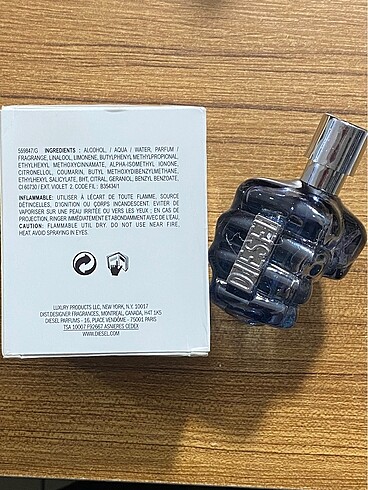 559847/G INGREDIENTS : ALCOHOL, / AQUA / WATER, PARFUM /
FRAGRANCE, LINALOOL, LIMONENE, BUTYLPHENYL METHYLPROPIONAL,
ETHYLHEXYL METHOXYCINNAMATE, ALPHA-ISOMETHYL IONONE,
CITRONELLOL, COUMARIN, BUTYL METHOXYDIBENZOYLMETHANE,
ETHYLHEXYL SALICYLATE, BHT, CITRAL, GERANIOL, BENZYL BENZOATE,
CI 60730 / EXT. VIOLET 2. CODE FIL : B35434/1
INFLAMMABLE: UTILISER À L'ÉCART DE TOUTE FLAMME, SOURCE
D'ÉTINCELLES, D'IGNITION OU CORPS INCANDESCENT. EVITER DE
VAPORISER SUR UNE PEAU IRRITÉE OU VERS LES YEUX ; EN CAS DE
PROJECTION, RINCER IMMÉDIATEMENT ET ABONDAMMENT AVEC DE L'EAU.
CAUTION: FLAMMABLE UTIL DRY. DO NOT USE NEAR FIRE,
HEAT. AVOID SPRAYING IN EYES.
LUXURY PRODUCTS LLC, NEW YORK, N.Y. 10017
DIST. DESIGNER FRAGRANCES, MONTREAL, CANADA, H4T 1K5
DIESEL PARFUMS - 16, PLACE VENDÔME - 75001 PARIS
TSA 10007 F92667 ASNIERES CEDEX
WWW.DIESEL.COM
DIESEL